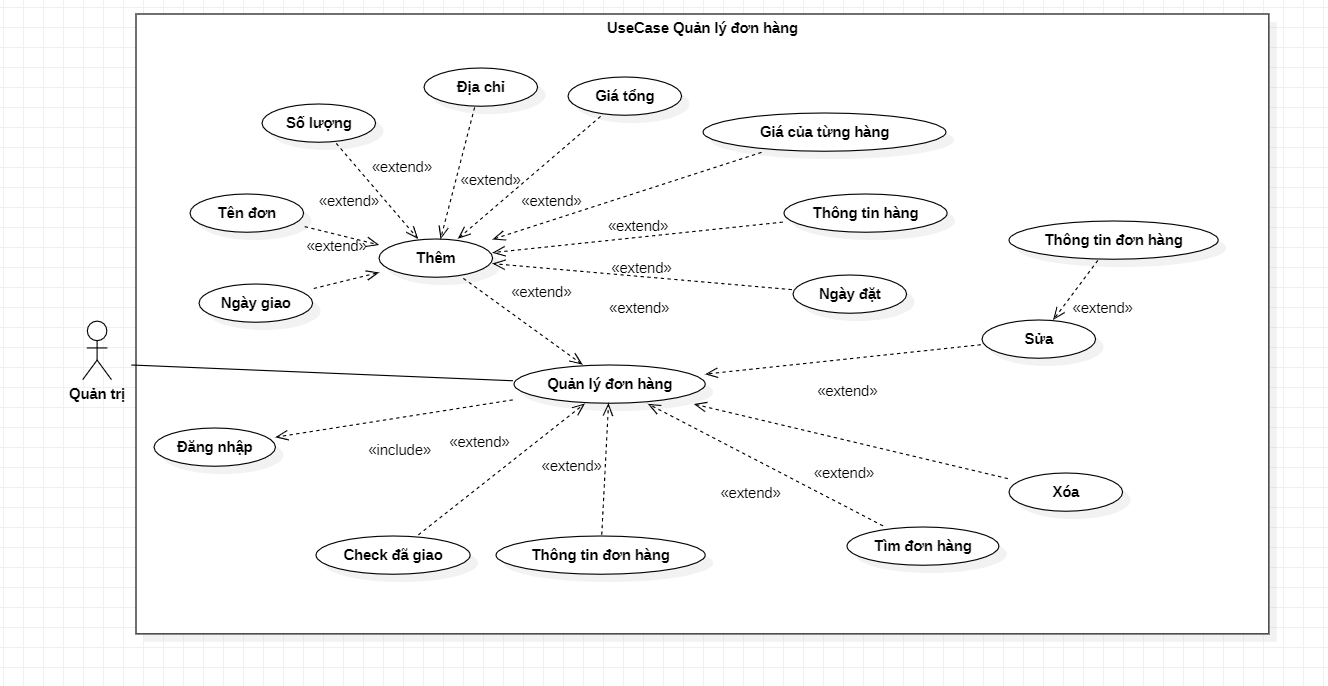 UseCase Quản lý đơn hàng
Địa chỉ
Giá tổng
Số lượng
Giá của từng hàng
«extend»
«extend»
«extend»
«extend»
Tên đơn
Thông tin hàng
«extend»
«extend»
Thông tin đơn hàng
Thêm
«extend»
«extend»
Ngày giao
Ngày đặt
«extend»
«extend»
Sửa
Quản trị
Quản lý đơn hàng
«extend»
Đăng nhập
«include»
«extend»
«extend»
«extend»
«extend»
Xóa
Check đã giao
Thông tin đơn hàng
Tìm đơn hàng